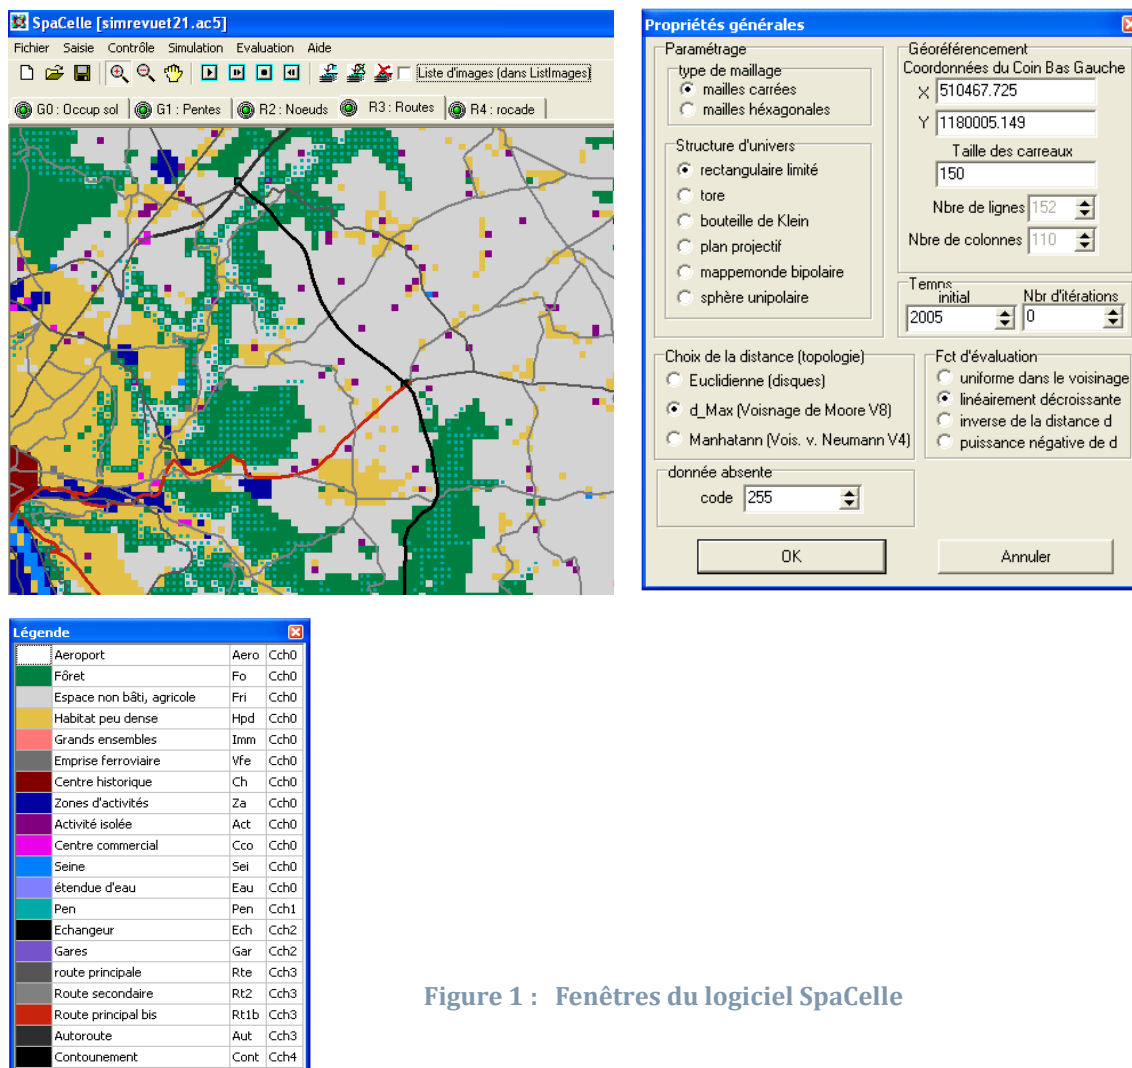 SpaCelle [simrevuet21.ac5]
Fichier Saisie Contrôle Simulation Evaluation Aide
Liste d'images (dans ListImages)
G0 : Occup sol G1 : Pentes R2 : Noeuds R3 : Routes R4 : rocade
Propriétés générales
Paramétrage
type de maillage
mailles carrées
mailles héxagonales
Structure d'univers
rectangulaire limité
tore
bouteille de Klein
plan projectif
mappemonde bipolaire
sphère unipolaire
Géoréférencement
Coordonnées du Coin Bas Gauche
X 510467.725
Y 1180005.149
Taille des carreaux
150
Nbre de lignes 152
Nbre de colonnes 110
Temps
initial Nbr d'itérations
2005 0
Choix de la distance (topologie)
Euclidienne (disques)
d_Max (Voisnage de Moore V8)
Manhatann (Vois. v. Neumann V4)
Fct d'évaluation
uniforme dans le voisinage
linéairement décroissante
inverse de la distance d
puissance négative de d
donnée absente
code 255
OK Annuler
Légende
Aeroport Aero Cch0
Fôret Fo Cch0
Espace non bâti, agricole Fri Cch0
Habitat peu dense Hpd Cch0
Grands ensembles Imm Cch0
Emprise ferroviaire Vfe Cch0
Centre historique Ch Cch0
Zones d'activités Za Cch0
Activité isolée Act Cch0
Centre commercial Cco Cch0
Seine Sei Cch0
étendue d'eau Eau Cch0
Pen Pen Cch1
Echangeur Ech Cch2
Gares Gar Cch2
route principale Rte Cch3
Route secondaire Rt2 Cch3
Route principal bis Rt1b Cch3
Autoroute Aut Cch3
Contounement Cont Cch4
Figure 1 : Fenêtres du logiciel SpaCelle